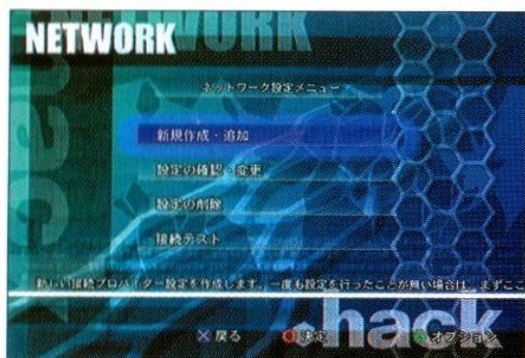 NETWORK
ネットワーク設定メニュー
新規作成・追加
設定の確認・変更
設定の削除
接続テスト
新しい接続プロバイダー設定を作成します。一度も設定を行ったことが無い場合は、まずここ
×戻る ○決定 オプション
.hack